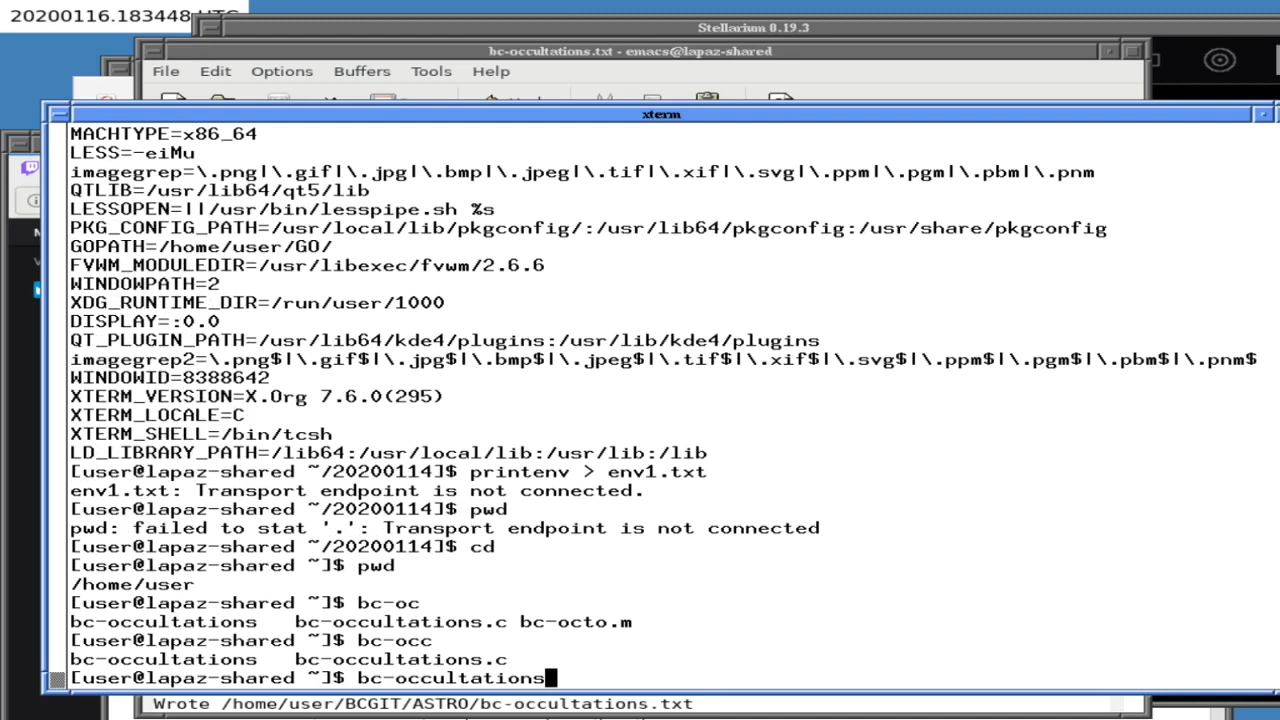 20200116.183448 UTC
Stellarium 0.19.3
bc-occultations.txt - emacs@lapaz-shared
File Edit Options Buffers Tools Help
xterm
MACHTYPE=x86_64
LESS=-eiMu
imagegrep=\.png|\.gif|\.jpg|\.bmp|\.jpeg|\.tif|\.xif|\.svg|\.ppm|\.pgm|\.pbm|\.pnm
QTLIB=/usr/lib64/qt5/lib
LESSOPEN=||/usr/bin/lesspipe.sh %s
PKG_CONFIG_PATH=/usr/local/lib/pkgconfig/:/usr/lib64/pkgconfig:/usr/share/pkgconfig
GOPATH=/home/user/GO/
FVWM_MODULEDIR=/usr/libexec/fvwm/2.6.6
WINDOWPATH=2
XDG_RUNTIME_DIR=/run/user/1000
DISPLAY=:0.0
QT_PLUGIN_PATH=/usr/lib64/kde4/plugins:/usr/lib/kde4/plugins
imagegrep2=\.png$|\.gif$|\.jpg$|\.bmp$|\.jpeg$|\.tif$|\.xif$|\.svg$|\.ppm$|\.pgm$|\.pbm$|\.pnm$
WINDOWID=8388642
XTERM_VERSION=X.Org 7.6.0(295)
XTERM_LOCALE=C
XTERM_SHELL=/bin/tcsh
LD_LIBRARY_PATH=/lib64:/usr/local/lib:/usr/lib:/lib
[user@lapaz-shared ~/20200114]$ printenv > env1.txt
env1.txt: Transport endpoint is not connected.
[user@lapaz-shared ~/20200114]$ pwd
pwd: failed to stat '.': Transport endpoint is not connected
[user@lapaz-shared ~/20200114]$ cd
[user@lapaz-shared ~]$ pwd
/home/user
[user@lapaz-shared ~]$ bc-oc
bc-occultations   bc-occultations.c bc-octo.m
[user@lapaz-shared ~]$ bc-occ
bc-occultations   bc-occultations.c
[user@lapaz-shared ~]$ bc-occultations
Wrote /home/user/BCGIT/ASTRO/bc-occultations.txt